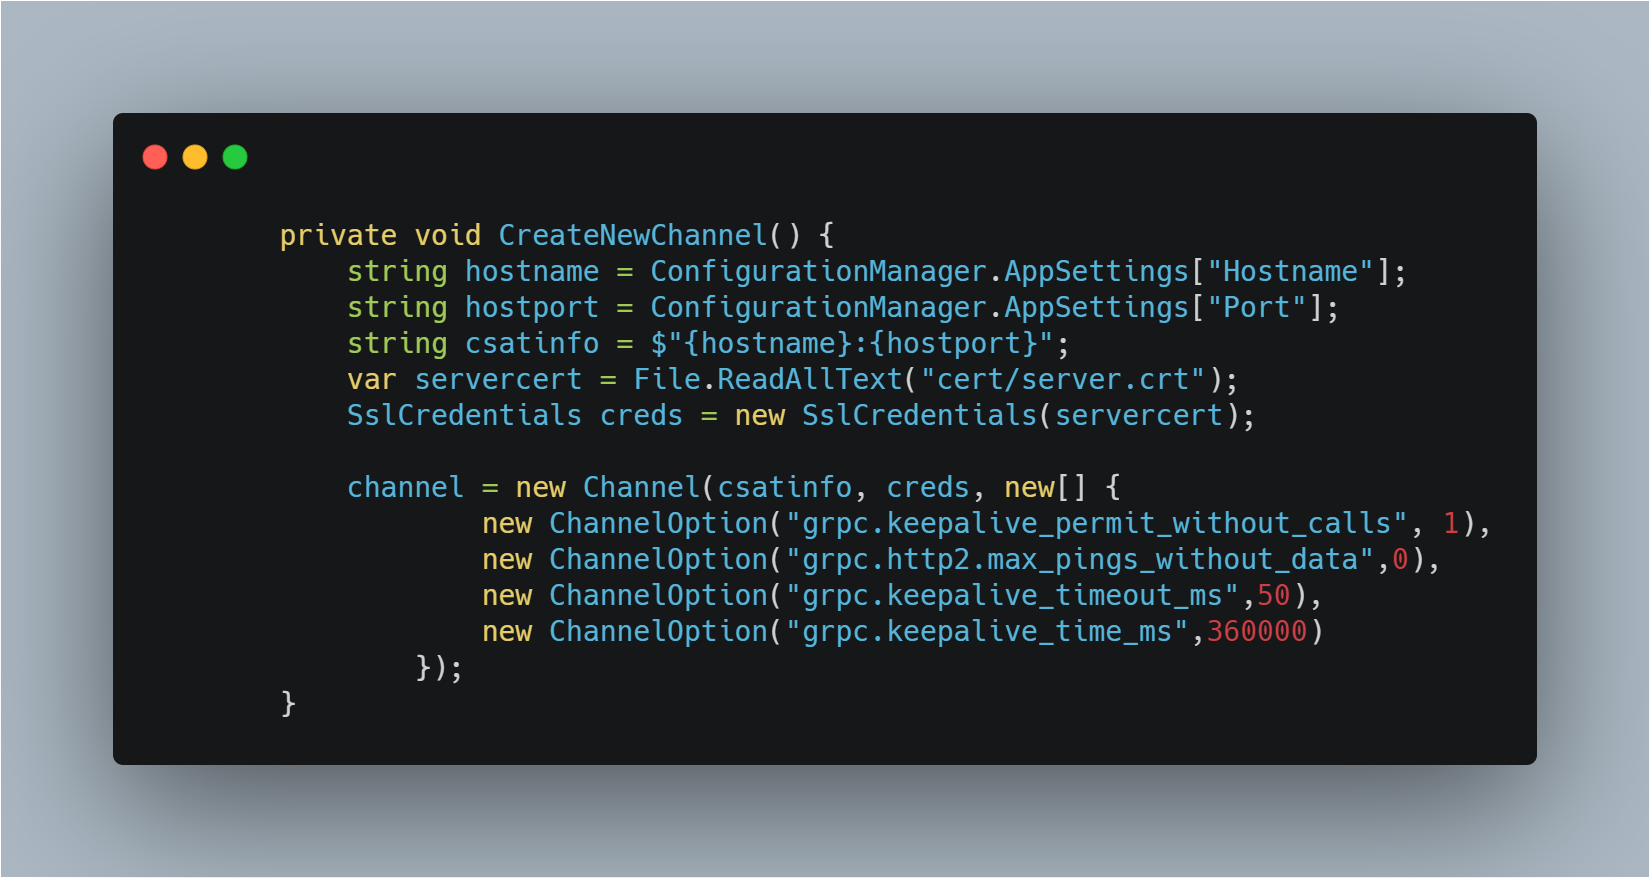 private void CreateNewChannel() {
string hostname = ConfigurationManager.AppSettings["Hostname"];
string hostport = ConfigurationManager.AppSettings["Port"];
string csatinfo = $"{hostname}:{hostport}";
var servercert = File.ReadAllText("cert/server.crt");
SslCredentials creds = new SslCredentials(servercert);
channel = new Channel(csatinfo, creds, new[] {
new ChannelOption("grpc.keepalive_permit_without_calls", 1),
new ChannelOption("grpc.http2.max_pings_without_data",0),
new ChannelOption("grpc.keepalive_timeout_ms",50),
new ChannelOption("grpc.keepalive_time_ms",360000)
});
}